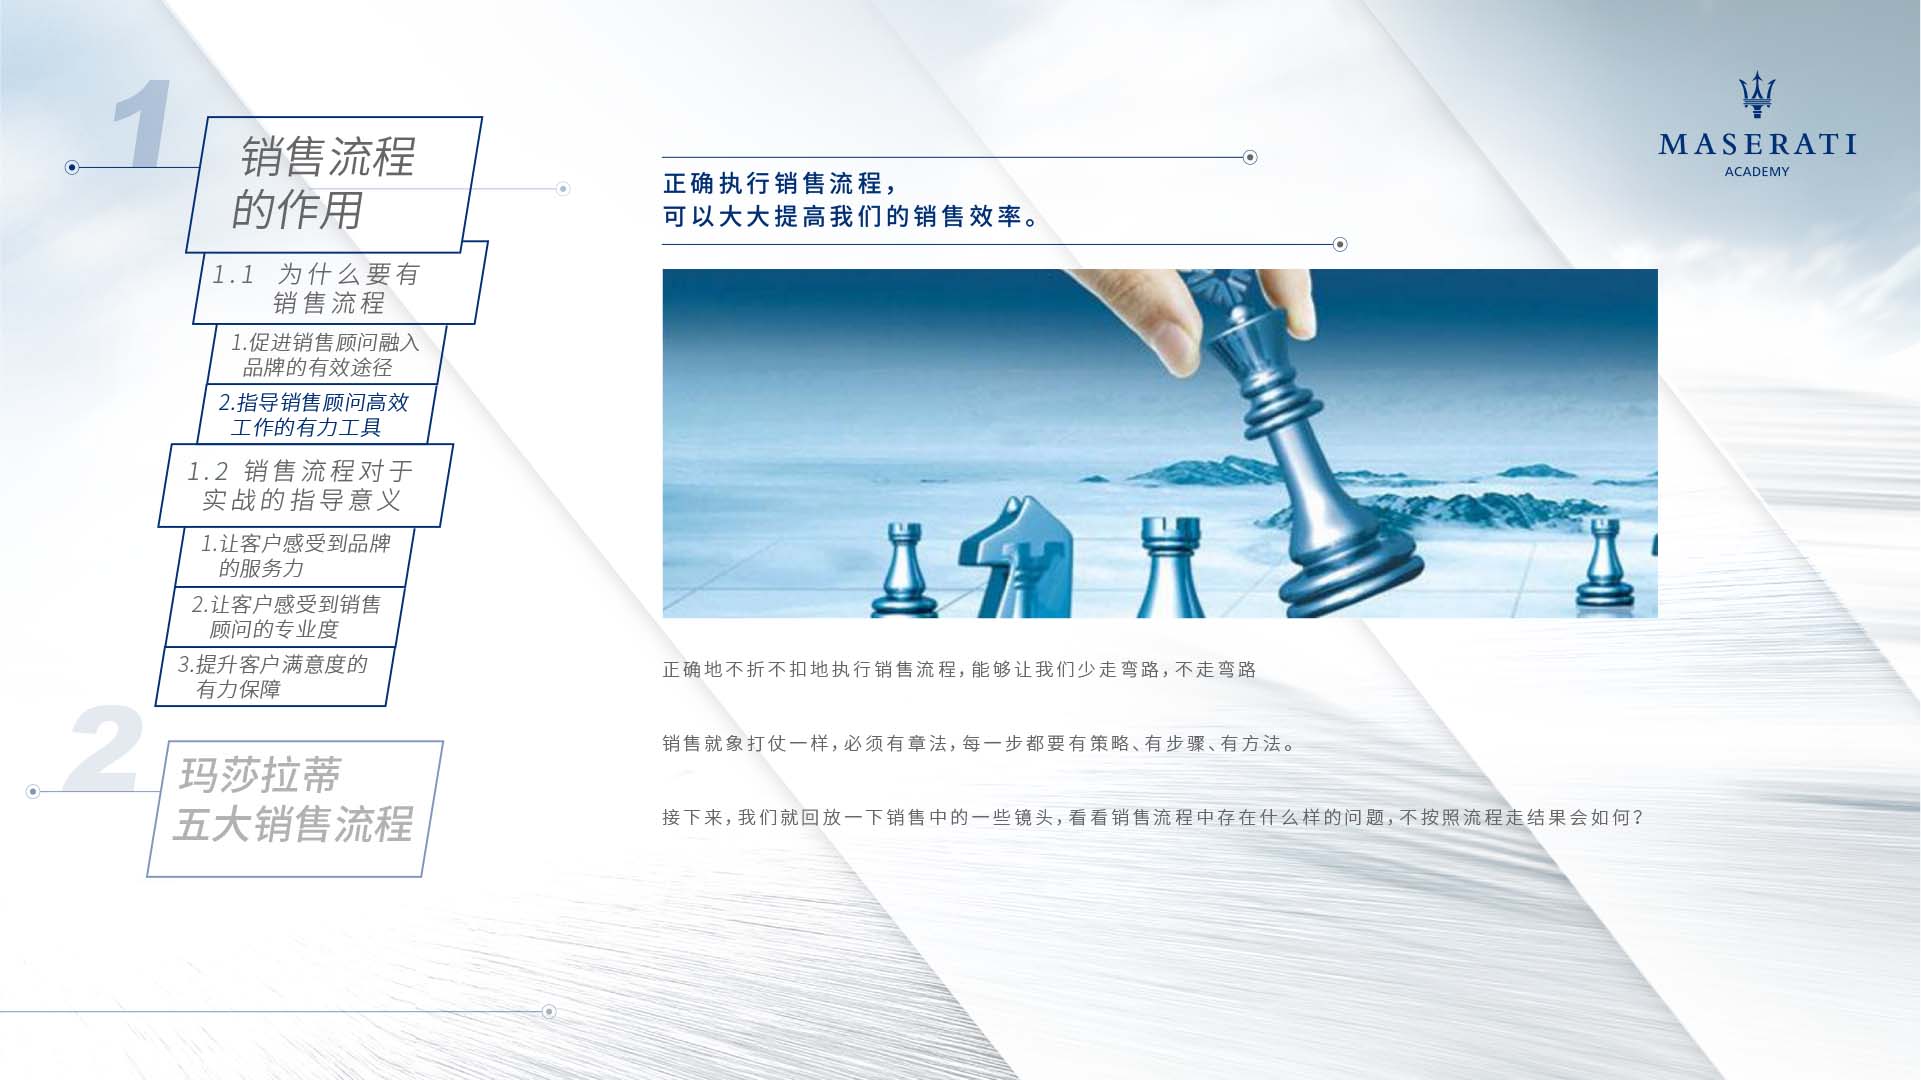 1
销售流程
的作用
1.1 为什么要有
销售流程
1.促进销售顾问融入
品牌的有效途径
2.指导销售顾问高效
工作的有力工具
1.2 销售流程对于
实战的指导意义
1.让客户感受到品牌
的服务力
2.让客户感受到销售
顾问的专业度
3.提升客户满意度的
有力保障
2
玛莎拉蒂
五大销售流程
正确执行销售流程，
可以大大提高我们的销售效率。
正确地不折不扣地执行销售流程，能够让我们少走弯路，不走弯路
销售就象打仗一样，必须有章法，每一步都要有策略、有步骤、有方法。
接下来，我们就回放一下销售中的一些镜头，看看销售流程中存在什么样的问题，不按照流程走结果会如何？
MASERATI
ACADEMY